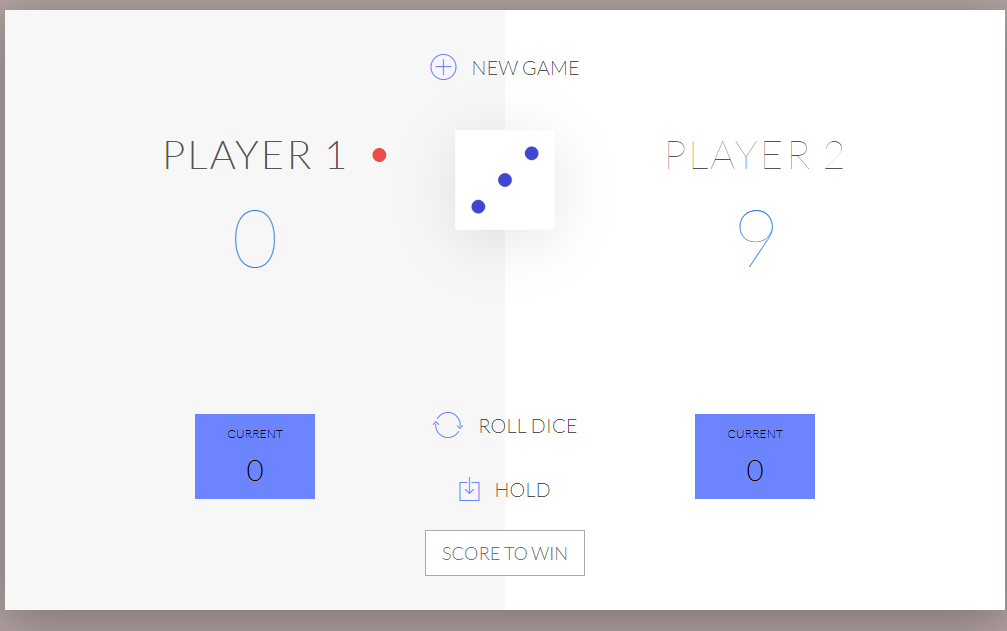 NEW GAME
PLAYER 1
0
PLAYER 2
9
CURRENT
0
ROLL DICE
HOLD
SCORE TO WIN
CURRENT
0